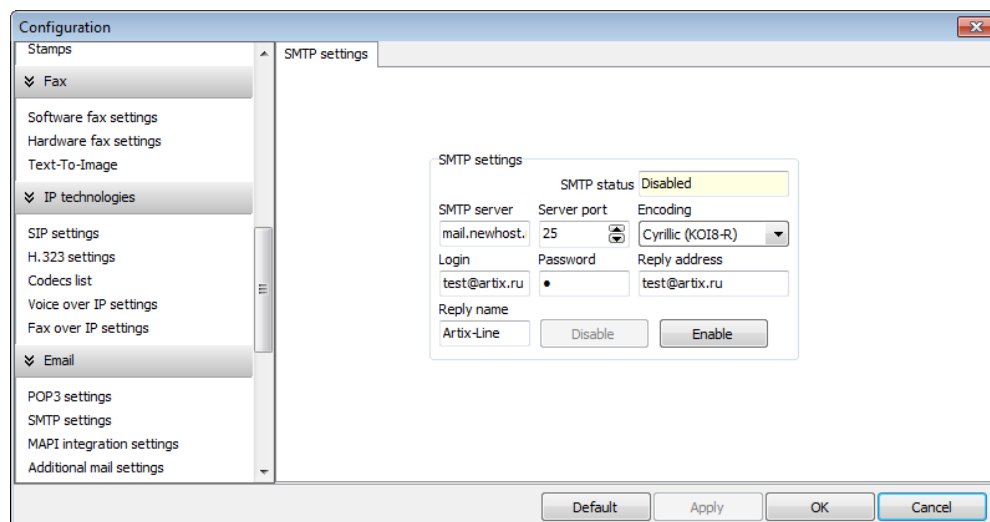 Configuration
Stamps
Fax
Software fax settings
Hardware fax settings
Text-To-Image
IP technologies
SIP settings
H.323 settings
Codecs list
Voice over IP settings
Fax over IP settings
Email
POP3 settings
SMTP settings
MAPI integration settings
Additional mail settings
SMTP settings
SMTP settings
SMTP status Disabled
SMTP server Server port Encoding
mail.newhost. 25 Cyrillic (KOI8-R)
Login Password Reply address
test@artix.ru ● test@artix.ru
Reply name
Artix-Line Disable Enable
Default Apply OK Cancel